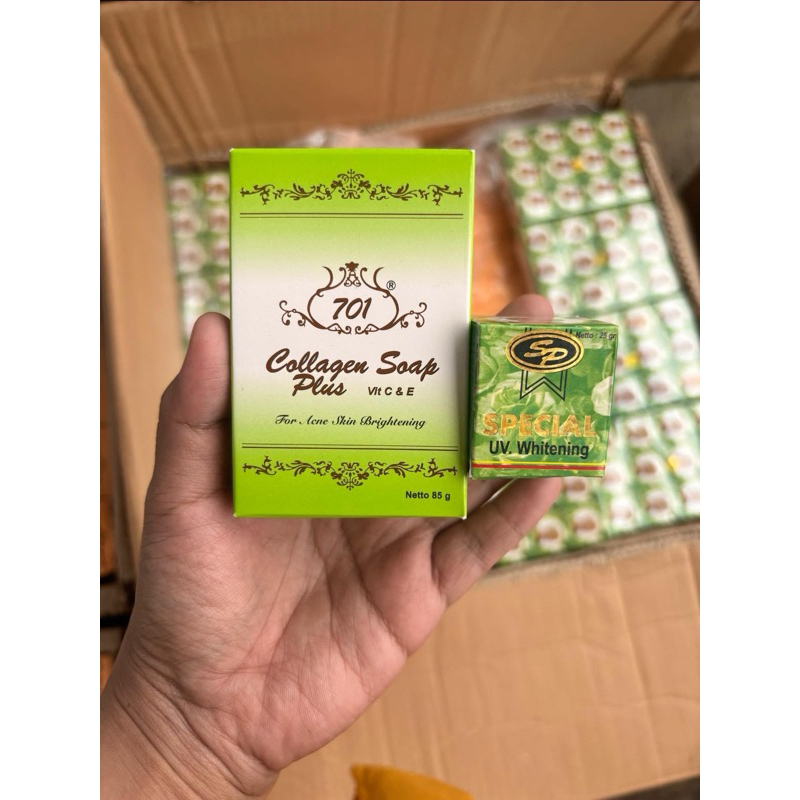 701 ®
Collagen Soap
Plus Vit C & E
For Acne Skin Brightening
Netto 85 g
Netto : 25 gr
SP
SPECIAL
UV. Whitening